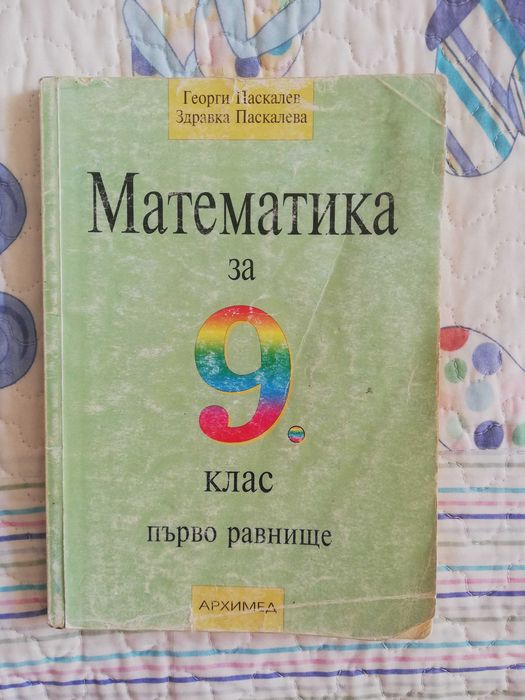 Георги Паскалев
Здравка Паскалева
Математика
за
9.
клас
първо равнище
АРХИМЕД